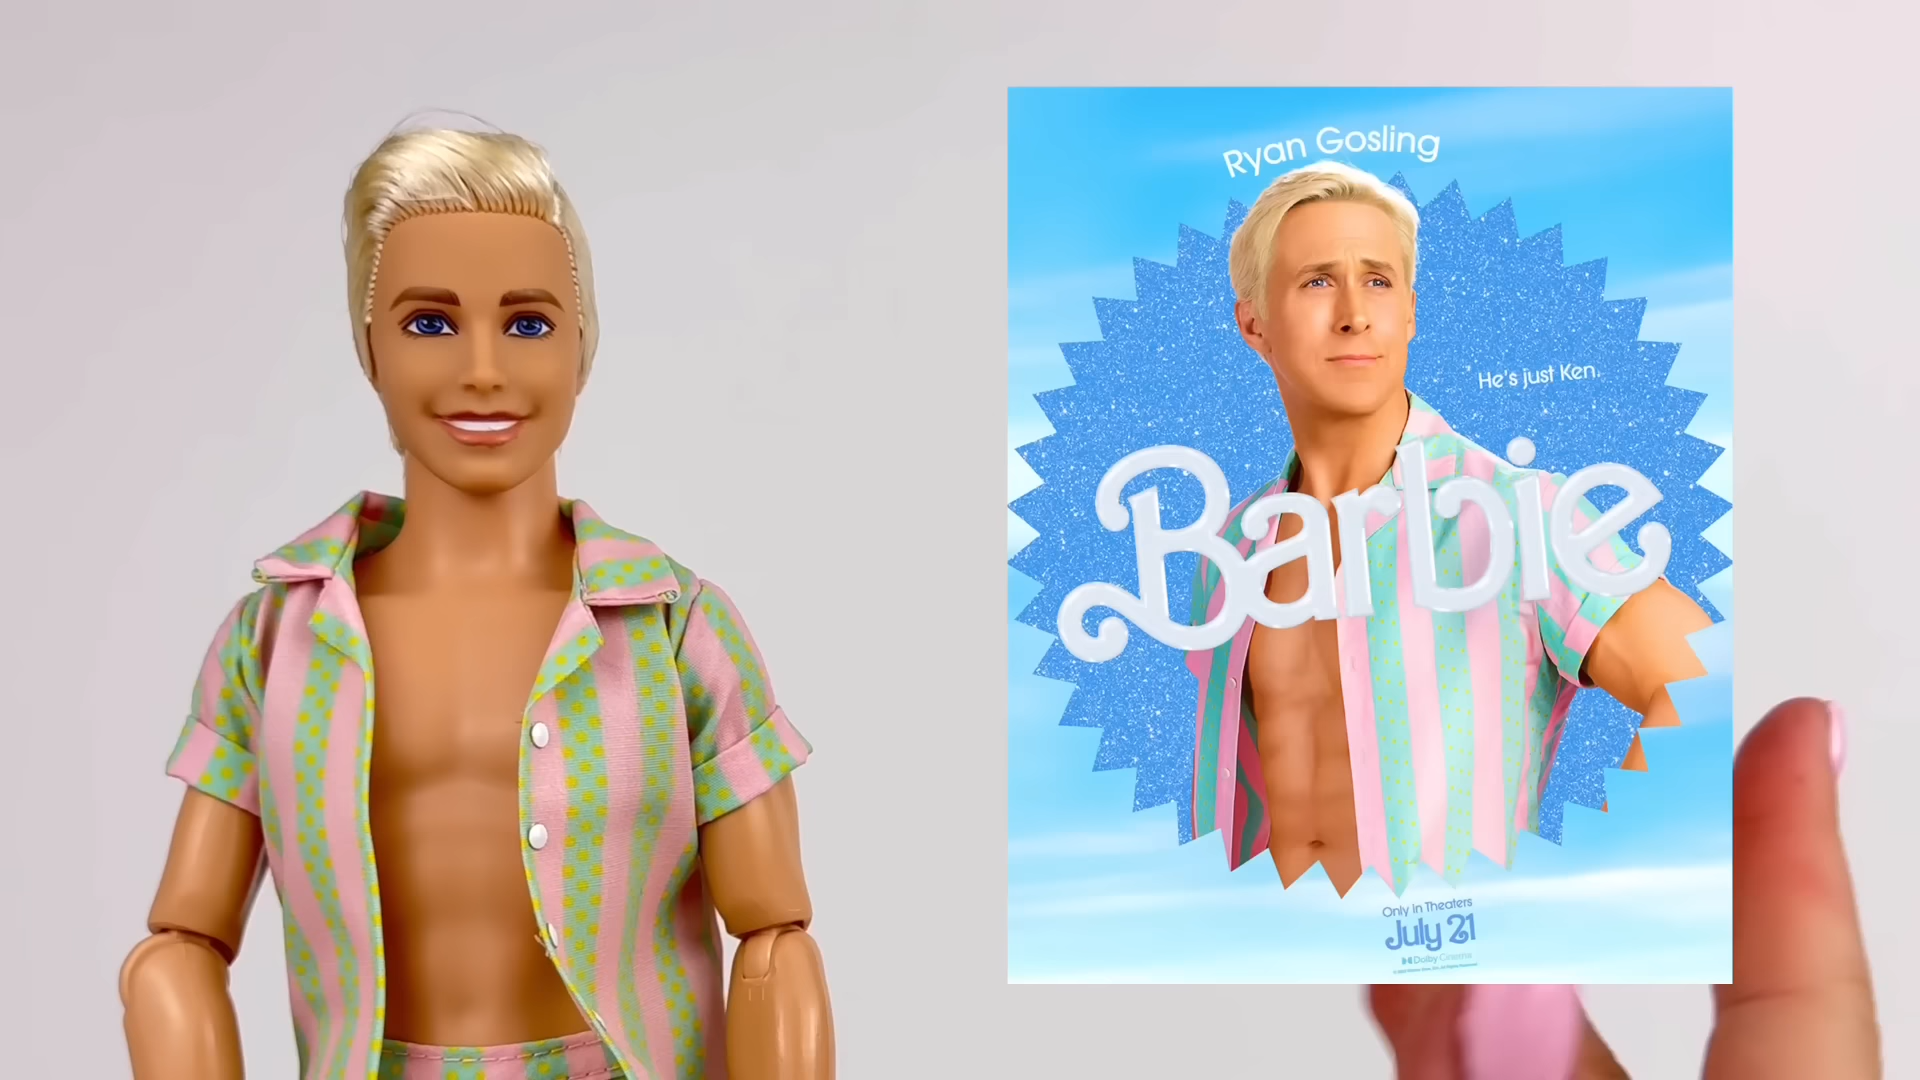 Ryan Gosling
He's just Ken.
Barbie
Only in Theaters
July 21
Dolby Cinema